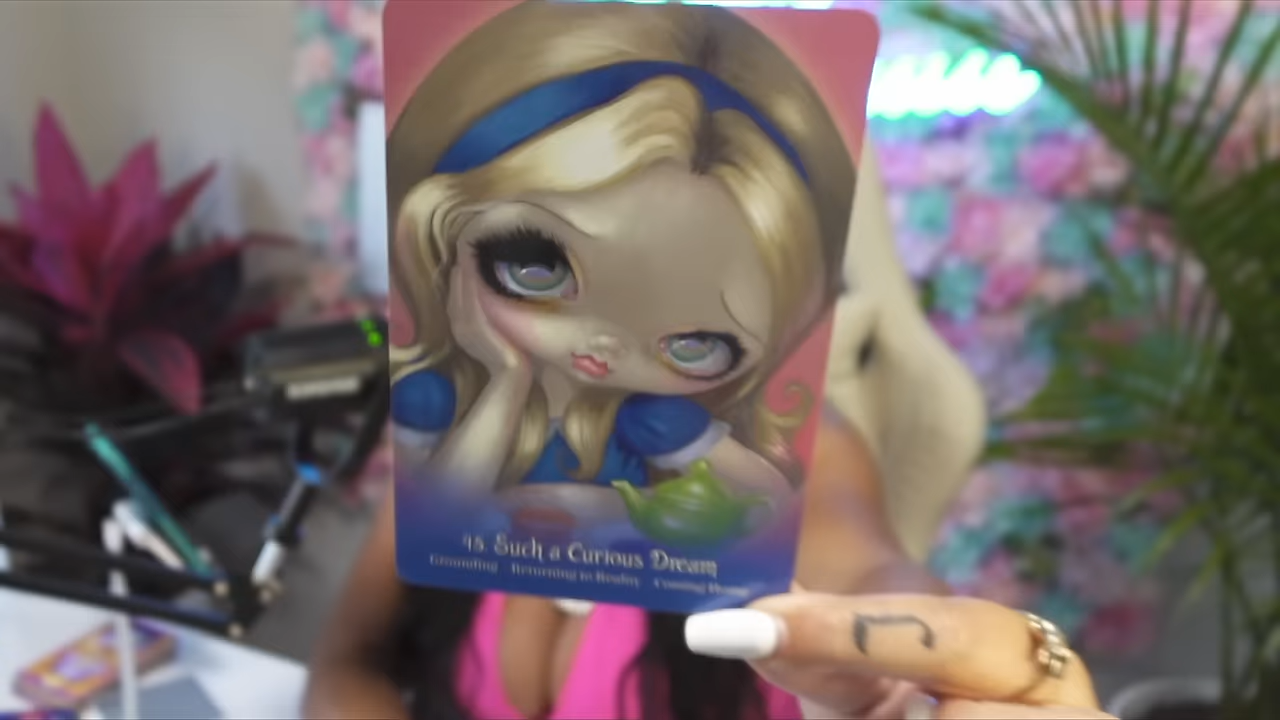 45. Such a Curious Dream
Grounding Returning to Reality Coming Home